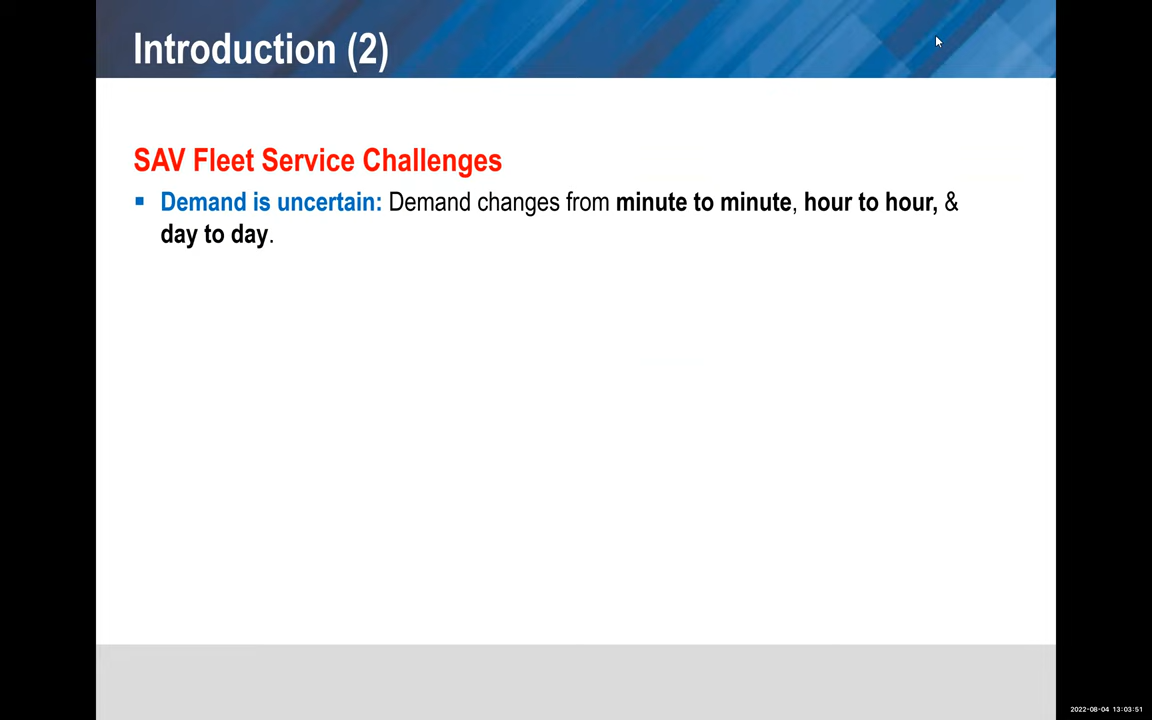 Introduction (2)
SAV Fleet Service Challenges
▪ Demand is uncertain: Demand changes from minute to minute, hour to hour, &
day to day.
2022-08-04 13:03:51